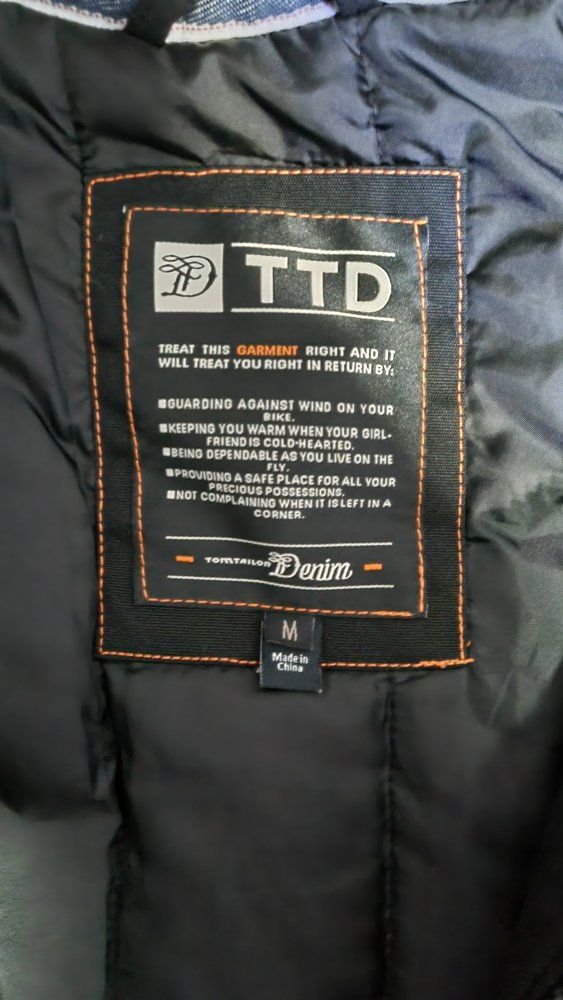 TTD
TREAT THIS GARMENT RIGHT AND IT
WILL TREAT YOU RIGHT IN RETURN BY:
■GUARDING AGAINST WIND ON YOUR
BIKE.
■KEEPING YOU WARM WHEN YOUR GIRL-
FRIEND IS COLD-HEARTED.
■BEING DEPENDABLE AS YOU LIVE ON THE
FLY.
■PROVIDING A SAFE PLACE FOR ALL YOUR
PRECIOUS POSSESSIONS.
■NOT COMPLAINING WHEN IT IS LEFT IN A
CORNER.
TOM TAILOR Denim
M
Made in
China